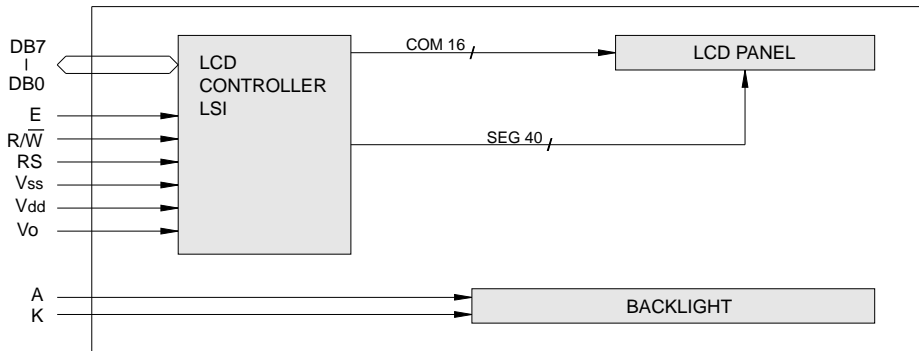 DB7
DB0
E
R/W̅
RS
Vss
Vdd
Vo
A
K
LCD
CONTROLLER
LSI
COM 16
SEG 40
LCD PANEL
BACKLIGHT